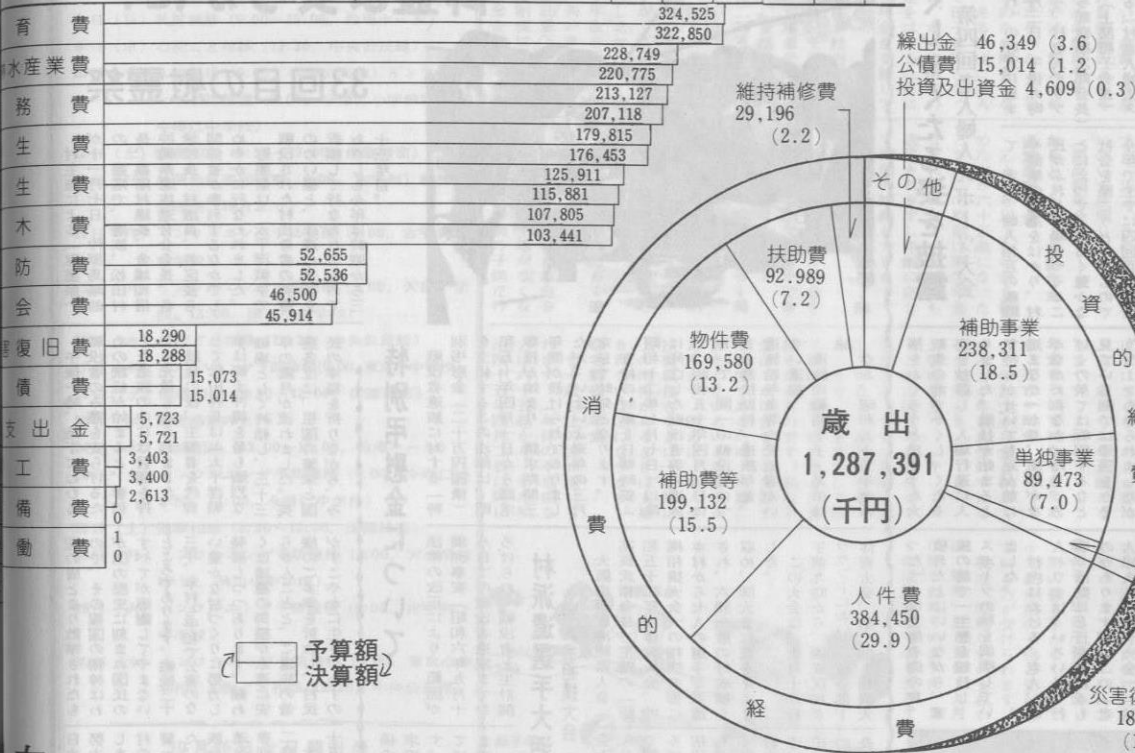 育 費 324,525
322,850
水産業費 228,749
220,775
務 費 213,127
207,118
生 費 179,815
176,453
生 費 125,911
115,881
木 費 107,805
103,441
防 費 52,655
52,536
会 費 46,500
45,914
復旧費 18,290
18,288
債 費 15,073
15,014
支出金 5,723
5,721
工 費 3,403
3,400
備 費 2,613
0
働 費 1
0
予算額
決算額
繰出金 46,349 (3.6)
公債費 15,014 (1.2)
投資及出資金 4,609 (0.3)
維持補修費
29,196
(2.2)
その他
扶助費
92.989
(7.2)
物件費
169,580
(13.2)
補助費等
199,132
(15.5)
人件費
384,450
(29.9)
補助事業
238,311
(18.5)
単独事業
89,473
(7.0)
災害
18
歳出
1,287,391
(千円)
消費的経費
投資的